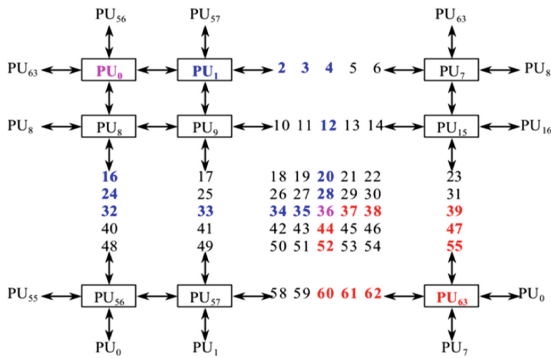 PU₅₆ PU₅₇ PU₆₃
PU₆₃ PU₀ PU₁ 2 3 4 5 6 PU₇ PU₈
PU₈ PU₈ PU₉ 10 11 12 13 14 PU₁₅ PU₁₆
16 17 18 19 20 21 22 23
24 25 26 27 28 29 30 31
32 33 34 35 36 37 38 39
40 41 42 43 44 45 46 47
48 49 50 51 52 53 54 55
PU₅₅ PU₅₆ PU₅₇ 58 59 60 61 62 PU₆₃ PU₀
PU₀ PU₁ PU₇